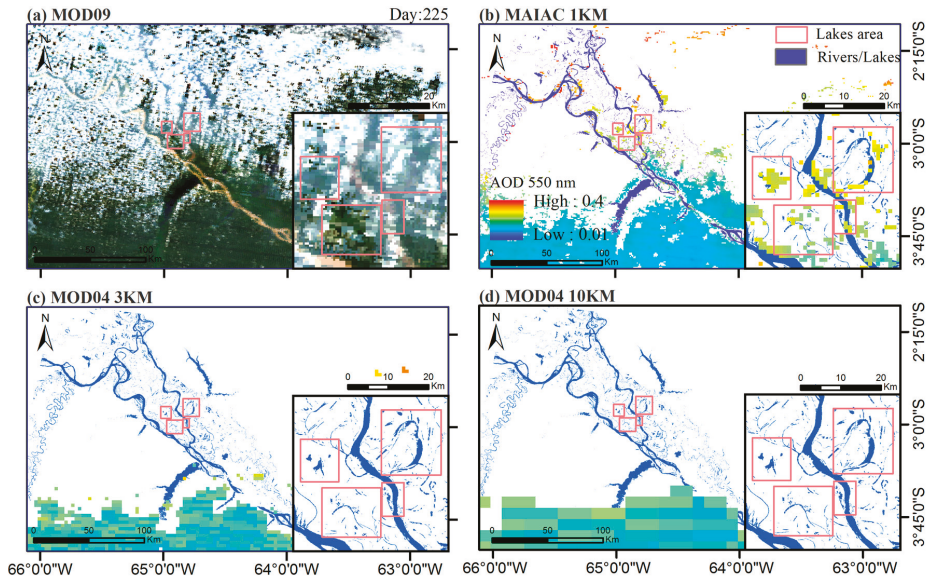 (a) MOD09
Day:225
N
20
Km
0
50
100
Km
(b) MAIAC 1KM
Lakes area
Rivers/Lakes
N
0
10
20
Km
AOD 550 nm
High : 0.4
Low : 0.01
0
50
100
Km
2°15'0"S
3°0'0"S
3°45'0"S
(c) MOD04 3KM
N
0
10
20
Km
0
50
100
Km
(d) MOD04 10KM
N
0
10
20
Km
0
50
100
Km
2°15'0"S
3°0'0"S
3°45'0"S
66°0'0"W
65°0'0"W
64°0'0"W
63°0'0"W
66°0'0"W
65°0'0"W
64°0'0"W
63°0'0"W